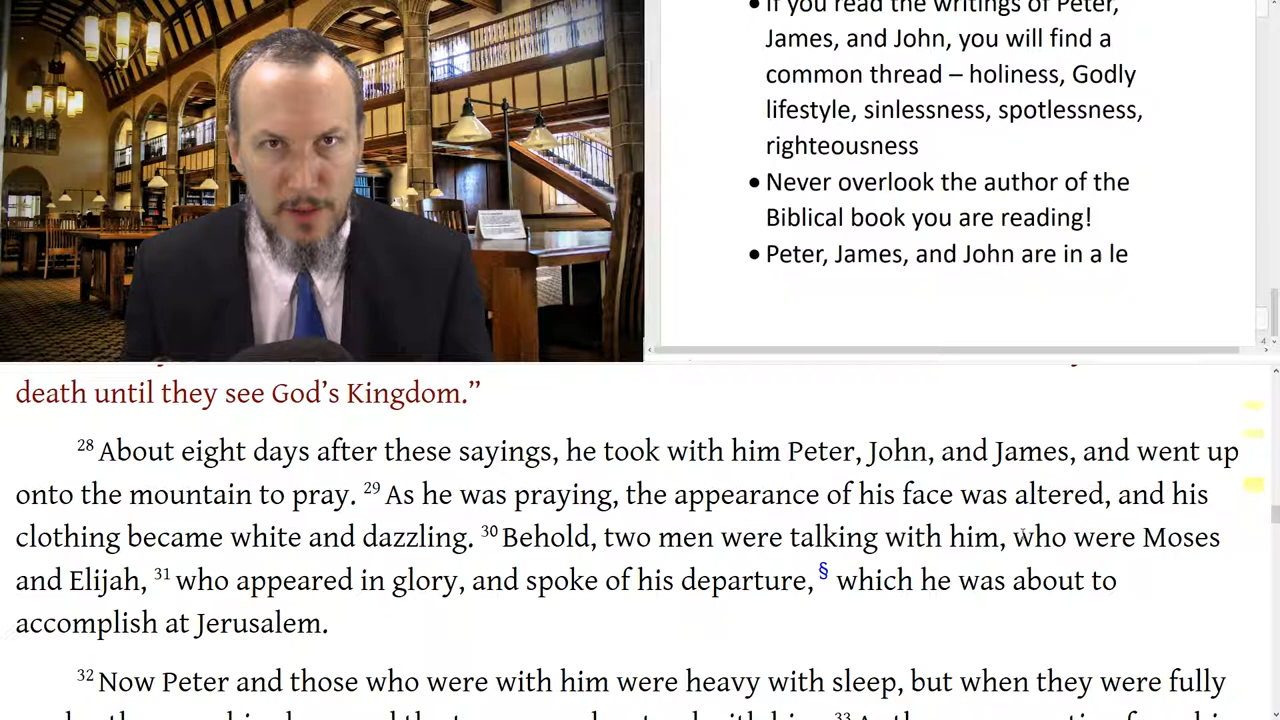 • If you read the writings of Peter,
James, and John, you will find a
common thread – holiness, Godly
lifestyle, sinlessness, spotlessness,
righteousness
• Never overlook the author of the
Biblical book you are reading!
• Peter, James, and John are in a le
4
death until they see God’s Kingdom.”
28 About eight days after these sayings, he took with him Peter, John, and James, and went up
onto the mountain to pray. 29 As he was praying, the appearance of his face was altered, and his
clothing became white and dazzling. 30 Behold, two men were talking with him, who were Moses
and Elijah, 31 who appeared in glory, and spoke of his departure, § which he was about to
accomplish at Jerusalem.
32 Now Peter and those who were with him were heavy with sleep, but when they were fully